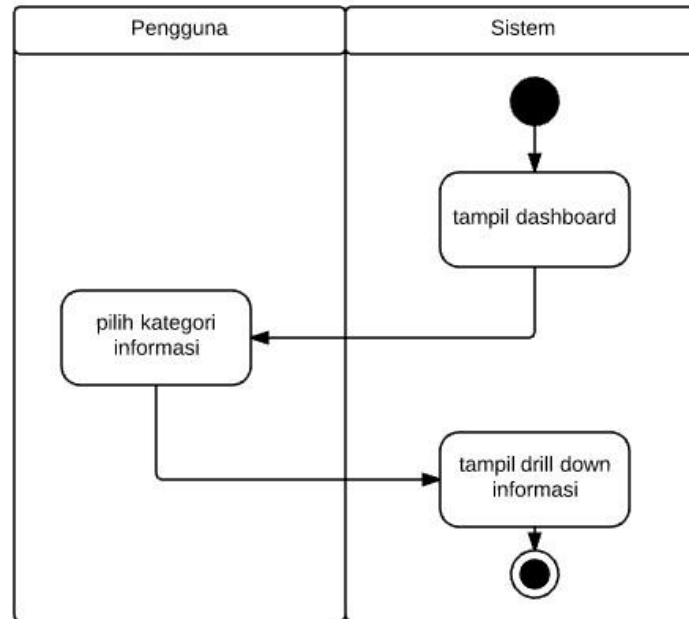 Pengguna
Sistem
tampil dashboard
pilih kategori
informasi
tampil drill down
informasi